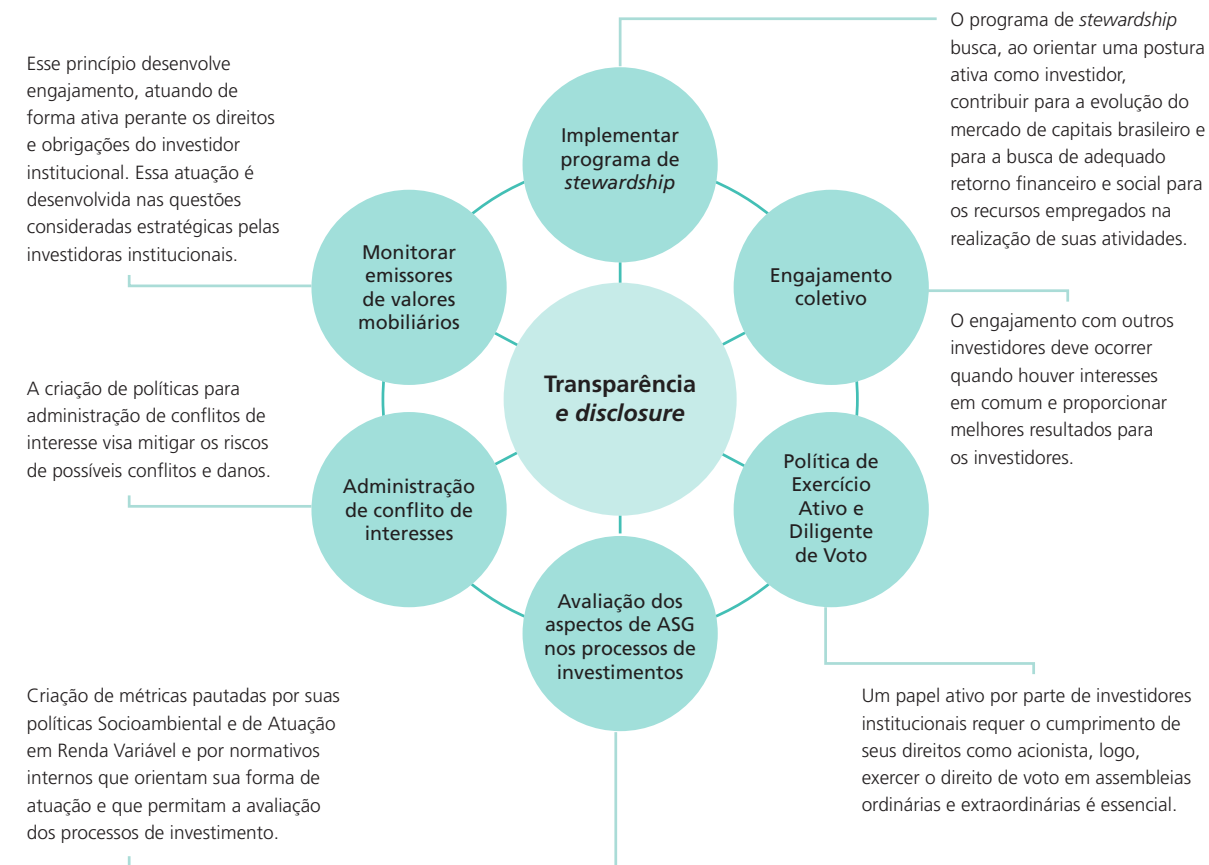 O programa de stewardship
busca, ao orientar uma postura
ativa como investidor,
contribuir para a evolução do
mercado de capitais brasileiro e
para a busca de adequado
retorno financeiro e social para
os recursos empregados na
realização de suas atividades.
Esse princípio desenvolve
engajamento, atuando de
forma ativa perante os direitos
e obrigações do investidor
institucional. Essa atuação é
desenvolvida nas questões
consideradas estratégicas pelas
investidoras institucionais.
Implementar
programa de
stewardship
Monitorar
emissores
de valores
mobiliários
Engajamento
coletivo
O engajamento com outros
investidores deve ocorrer
quando houver interesses
em comum e proporcionar
melhores resultados para
os investidores.
Transparência
e disclosure
A criação de políticas para
administração de conflitos de
interesse visa mitigar os riscos
de possíveis conflitos e danos.
Administração
de conflito de
interesses
Política de
Exercício
Ativo e
Diligente
de Voto
Avaliação dos
aspectos de ASG
nos processos de
investimentos
Criação de métricas pautadas por suas
políticas Socioambiental e de Atuação
em Renda Variável e por normativos
internos que orientam sua forma de
atuação e que permitam a avaliação
dos processos de investimento.
Um papel ativo por parte de investidores
institucionais requer o cumprimento de
seus direitos como acionista, logo,
exercer o direito de voto em assembleias
ordinárias e extraordinárias é essencial.